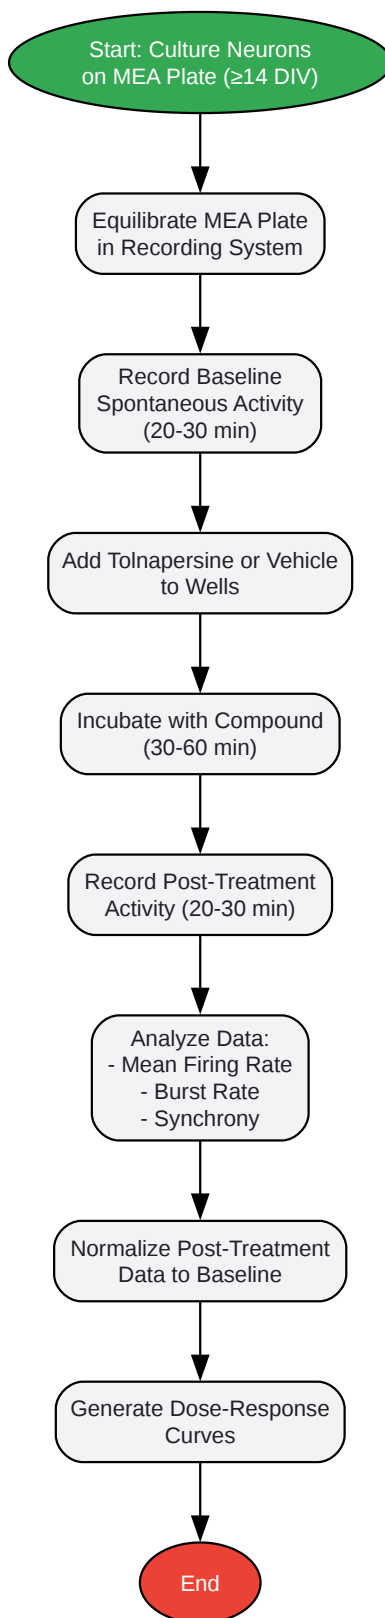 Start: Culture Neurons
on MEA Plate (≥14 DIV)
Equilibrate MEA Plate
in Recording System
Record Baseline
Spontaneous Activity
(20-30 min)
Add Tolnapersine or Vehicle
to Wells
Incubate with Compound
(30-60 min)
Record Post-Treatment
Activity (20-30 min)
Analyze Data:
- Mean Firing Rate
- Burst Rate
- Synchrony
Normalize Post-Treatment
Data to Baseline
Generate Dose-Response
Curves
End